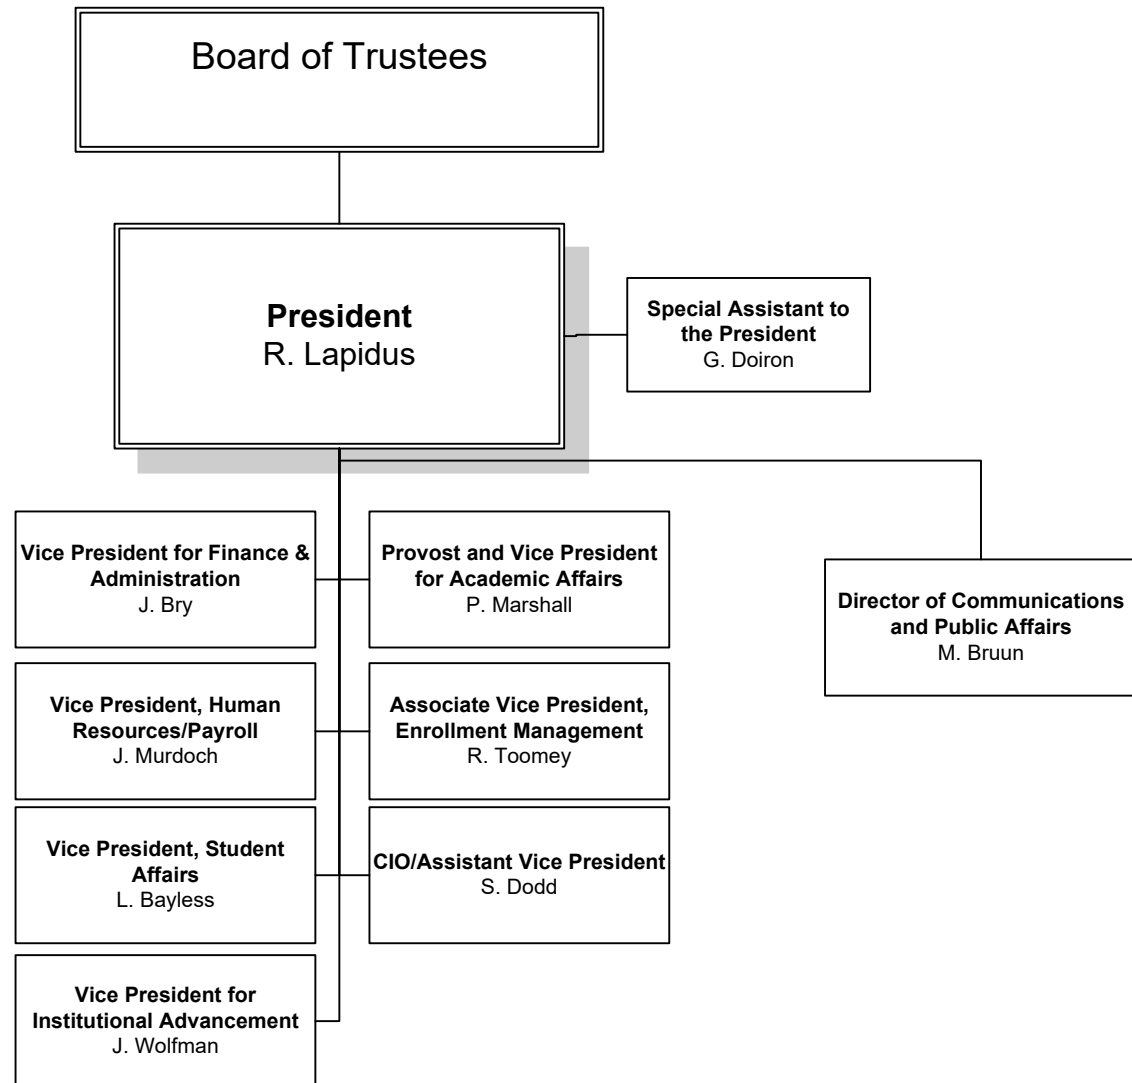 Board of Trustees
President
R. Lapidus
Special Assistant to
the President
G. Doiron
Vice President for Finance &
Administration
J. Bry
Provost and Vice President
for Academic Affairs
P. Marshall
Director of Communications
and Public Affairs
M. Bruun
Vice President, Human
Resources/Payroll
J. Murdoch
Associate Vice President,
Enrollment Management
R. Toomey
Vice President, Student
Affairs
L. Bayless
CIO/Assistant Vice President
S. Dodd
Vice President for
Institutional Advancement
J. Wolfman